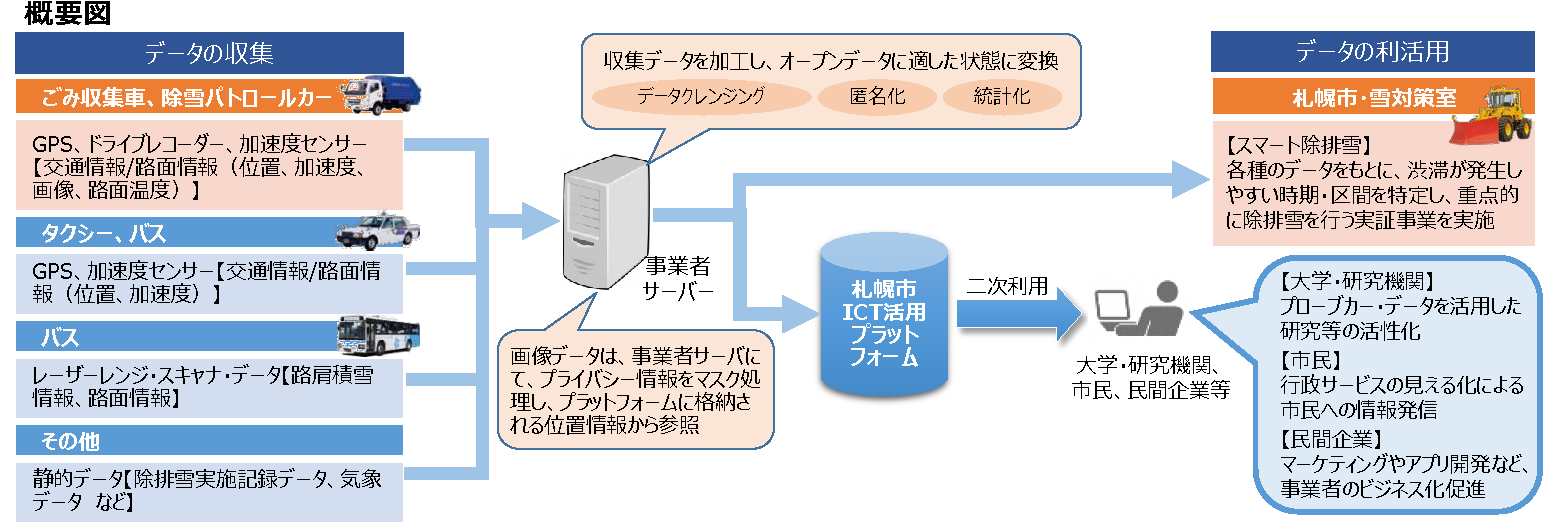 概要図
データの収集
ごみ収集車、除雪パトロールカー
GPS、ドライブレコーダー、加速度センサー
【交通情報/路面情報（位置、加速度、
画像、路面温度）】
タクシー、バス
GPS、加速度センサー【交通情報/路面情
報（位置、加速度）】
バス
レーザーレンジ・スキャナ・データ【路肩積雪
情報、路面情報】
その他
静的データ【除排雪実施記録データ、気象
データ など】
収集データを加工し、オープンデータに適した状態に変換
データクレンジング
匿名化
統計化
事業者
サーバー
画像データは、事業者サーバに
て、プライバシー情報をマスク処
理し、プラットフォームに格納さ
れる位置情報から参照
札幌市
ICT活用
プラット
フォーム
二次利用
大学・研究機関、
市民、民間企業等
データの利活用
札幌市・雪対策室
【スマート除排雪】
各種のデータをもとに、渋滞が発生し
やすい時期・区間を特定し、重点的
に除排雪を行う実証事業を実施
【大学・研究機関】
プローブカー・データを活用した
研究等の活性化
【市民】
行政サービスの見える化による
市民への情報発信
【民間企業】
マーケティングやアプリ開発など、
事業者のビジネス化促進